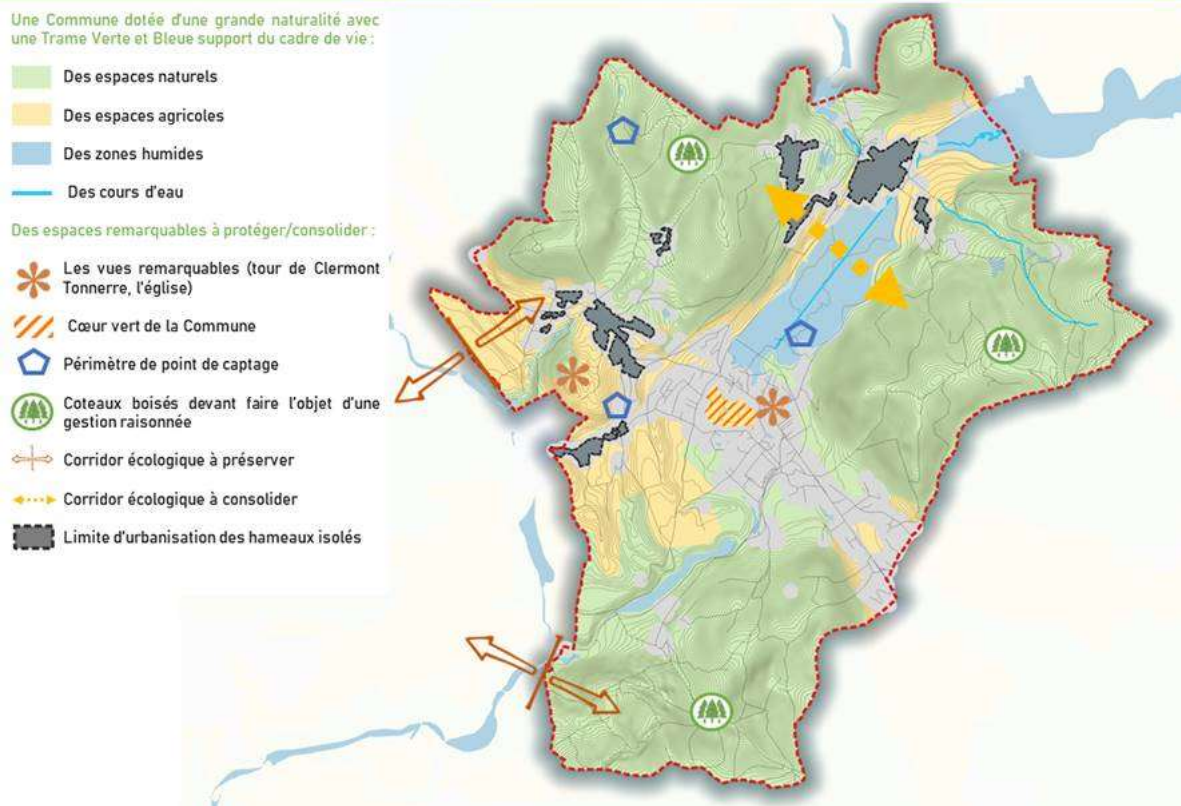 Une Commune dotée d'une grande naturalité avec
une Trame Verte et Bleue support du cadre de vie :
Des espaces naturels
Des espaces agricoles
Des zones humides
Des cours d'eau
Des espaces remarquables à protéger/consolider :
Les vues remarquables (tour de Clermont
Tonnerre, l'église)
Cœur vert de la Commune
Périmètre de point de captage
Coteaux boisés devant faire l'objet d'une
gestion raisonnée
Corridor écologique à préserver
Corridor écologique à consolider
Limite d'urbanisation des hameaux isolés